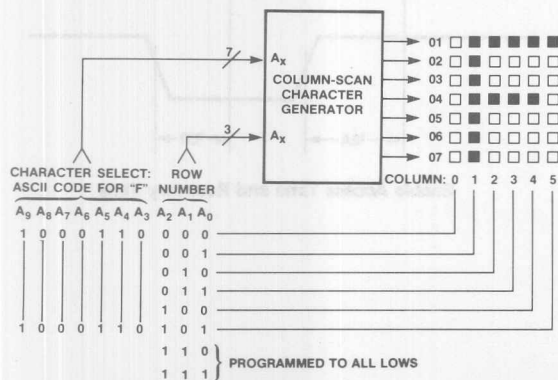 7
3
Aₓ
Aₓ
COLUMN-SCAN
CHARACTER
GENERATOR
01
02
03
04
05
06
07
COLUMN: 0 1 2 3 4 5
CHARACTER SELECT:
ASCII CODE FOR "F"
ROW
NUMBER
A₉ A₈ A₇ A₆ A₅ A₄ A₃ A₂ A₁ A₀
1 0 0 0 1 1 0 0 0 0
0 0 1
0 1 0
0 1 1
1 0 0
1 0 0 0 1 1 0 1 0 1
1 1 0
1 1 1
PROGRAMMED TO ALL LOWS